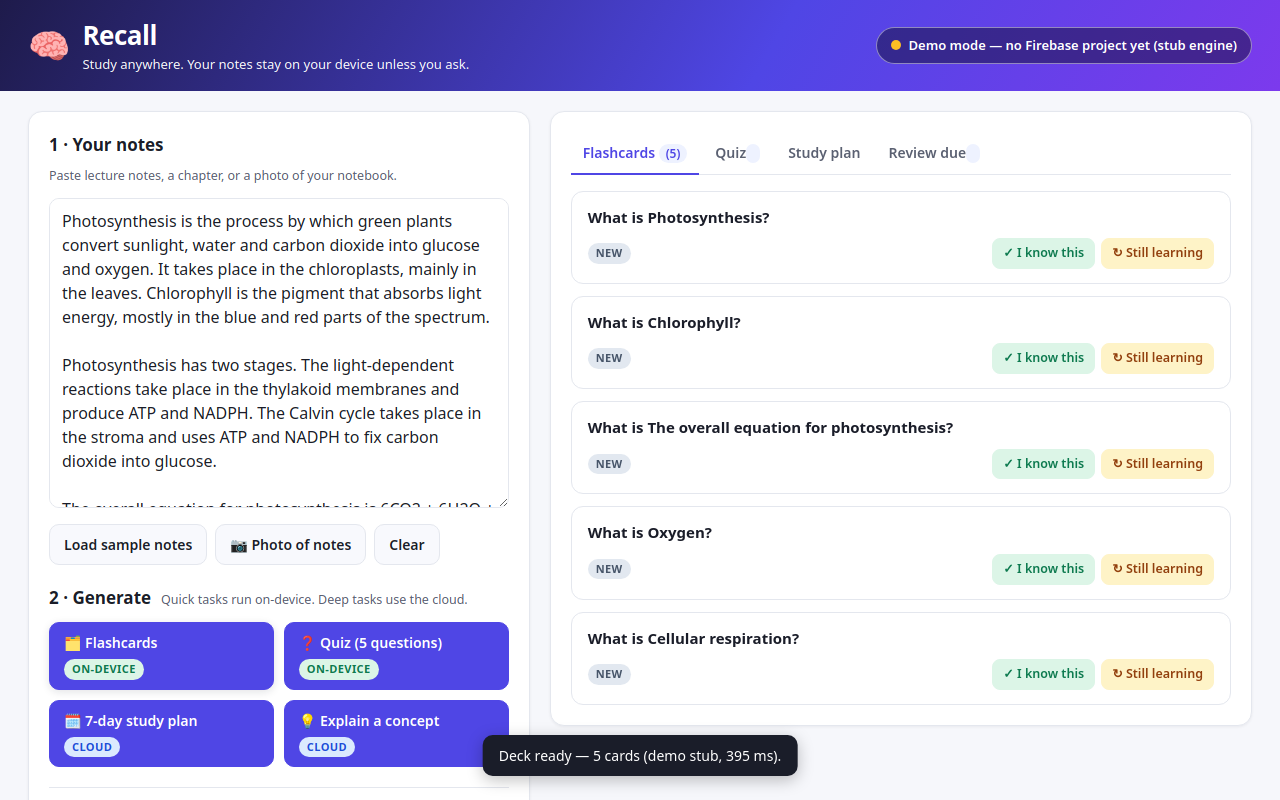 Recall
Study anywhere. Your notes stay on your device unless you ask.
Demo mode — no Firebase project yet (stub engine)
1 · Your notes
Paste lecture notes, a chapter, or a photo of your notebook.
Photosynthesis is the process by which green plants
convert sunlight, water and carbon dioxide into glucose
and oxygen. It takes place in the chloroplasts, mainly in
the leaves. Chlorophyll is the pigment that absorbs light
energy, mostly in the blue and red parts of the spectrum.
Photosynthesis has two stages. The light-dependent
reactions take place in the thylakoid membranes and
produce ATP and NADPH. The Calvin cycle takes place in
the stroma and uses ATP and NADPH to fix carbon
dioxide into glucose.
The overall equation for photosynthesis is 6CO2 + 6H2O +
Load sample notes
📷 Photo of notes
Clear
2 · Generate Quick tasks run on-device. Deep tasks use the cloud.
🗂️ Flashcards
ON-DEVICE
❓ Quiz (5 questions)
ON-DEVICE
🗓️ 7-day study plan
CLOUD
💡 Explain a concept
CLOUD
Flashcards (5)
Quiz
Study plan
Review due
What is Photosynthesis?
NEW
✓ I know this
↻ Still learning
What is Chlorophyll?
NEW
✓ I know this
↻ Still learning
What is The overall equation for photosynthesis?
NEW
✓ I know this
↻ Still learning
What is Oxygen?
NEW
✓ I know this
↻ Still learning
What is Cellular respiration?
NEW
✓ I know this
↻ Still learning
Deck ready — 5 cards (demo stub, 395 ms).